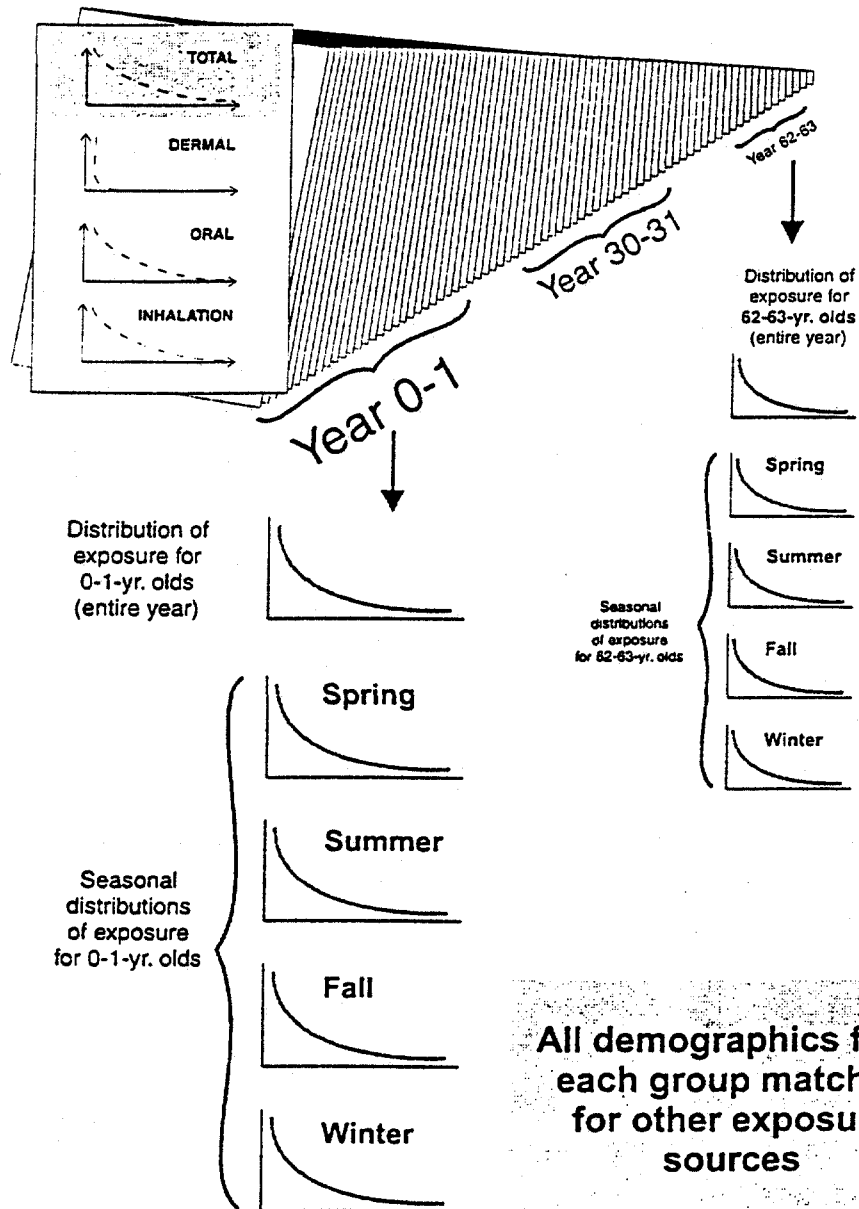 TOTAL
DERMAL
ORAL
INHALATION
Year 62-63
Year 30-31
Year 0-1
Distribution of
exposure for
62-63-yr. olds
(entire year)
Spring
Summer
Fall
Winter
Seasonal
distributions
of exposure
for 62-63-yr. olds
Distribution of
exposure for
0-1-yr. olds
(entire year)
Spring
Summer
Fall
Winter
Seasonal
distributions
of exposure
for 0-1-yr. olds
All demographics
each group match
for other exposu
sources